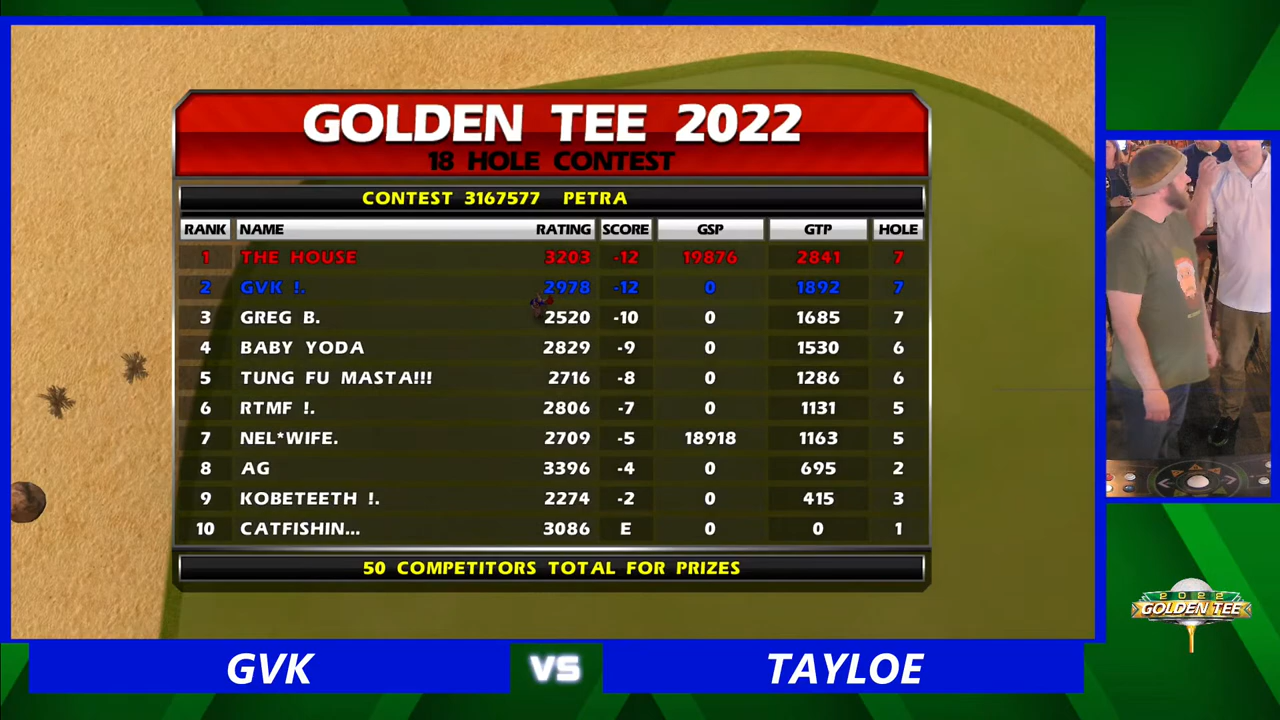 GOLDEN TEE 2022
18 HOLE CONTEST
CONTEST 3167577 PETRA
RANK NAME RATING SCORE GSP GTP HOLE
1 THE HOUSE 3203 -12 19876 2841 7
2 GVK !. 2978 -12 0 1892 7
3 GREG B. 2520 -10 0 1685 7
4 BABY YODA 2829 -9 0 1530 6
5 TUNG FU MASTA!!! 2716 -8 0 1286 6
6 RTMF !. 2806 -7 0 1131 5
7 NEL*WIFE. 2709 -5 18918 1163 5
8 AG 3396 -4 0 695 2
9 KOBETEETH !. 2274 -2 0 415 3
10 CATFISHIN... 3086 E 0 0 1
50 COMPETITORS TOTAL FOR PRIZES
2022
GOLDEN TEE
GVK VS TAYLOE